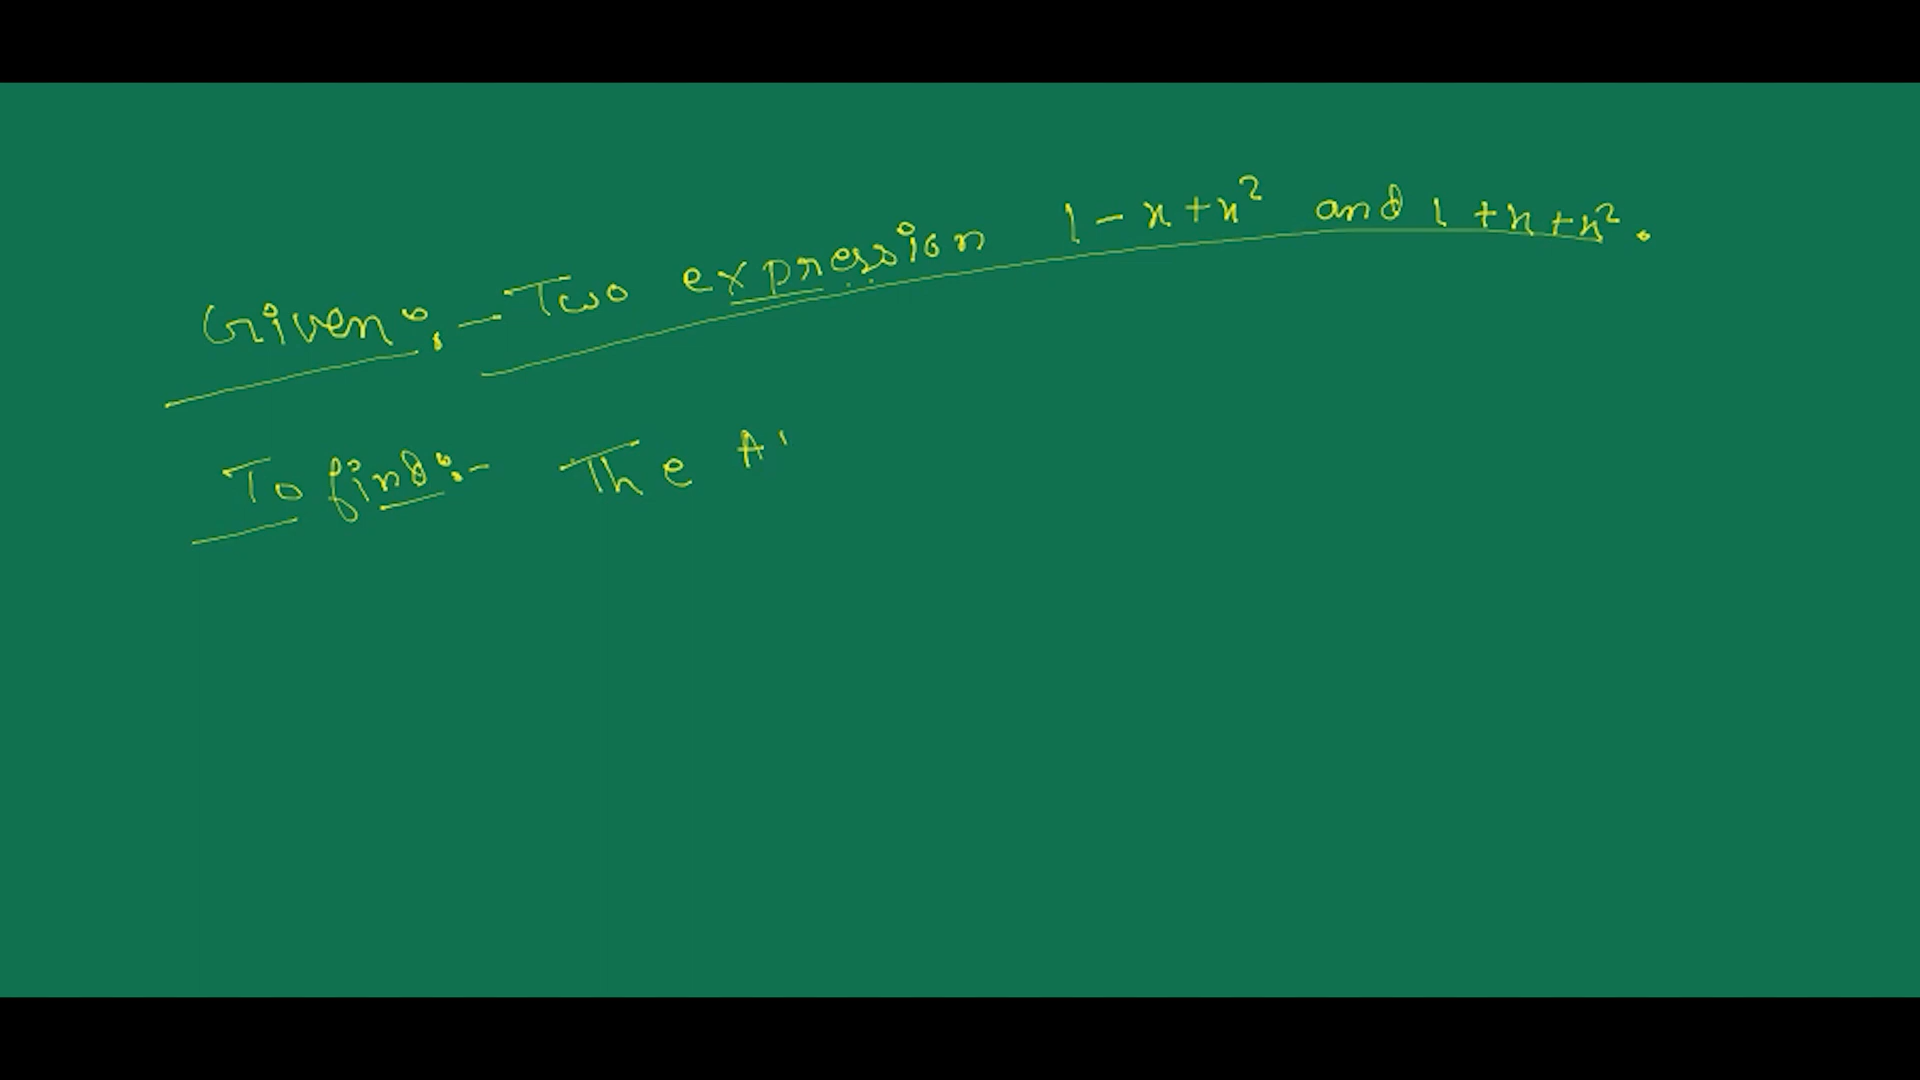 Given:- Two expression 1-x+x² and 1+x+x².
To find:- The A